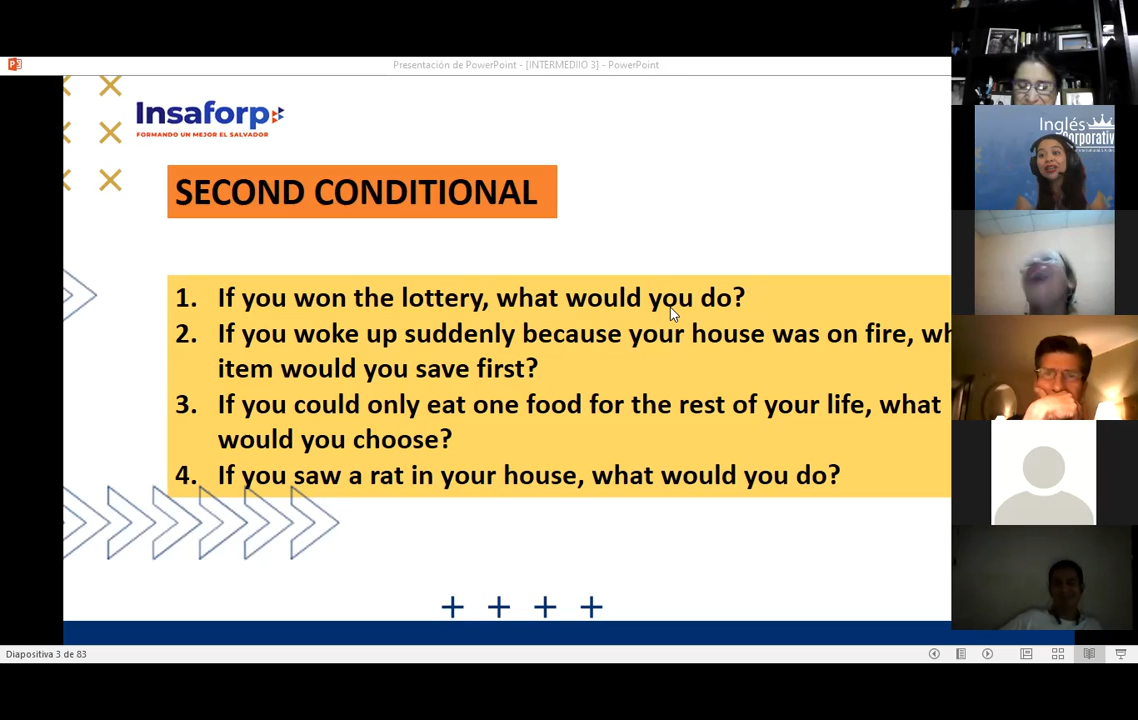 Presentación de PowerPoint - [INTERMEDIIO 3] - PowerPoint
Insaforp
FORMANDO UN MEJOR EL SALVADOR
Inglés
Corporativ
SECOND CONDITIONAL
1. If you won the lottery, what would you do?
2. If you woke up suddenly because your house was on fire, wh
item would you save first?
3. If you could only eat one food for the rest of your life, what
would you choose?
4. If you saw a rat in your house, what would you do?
Diapositiva 3 de 83